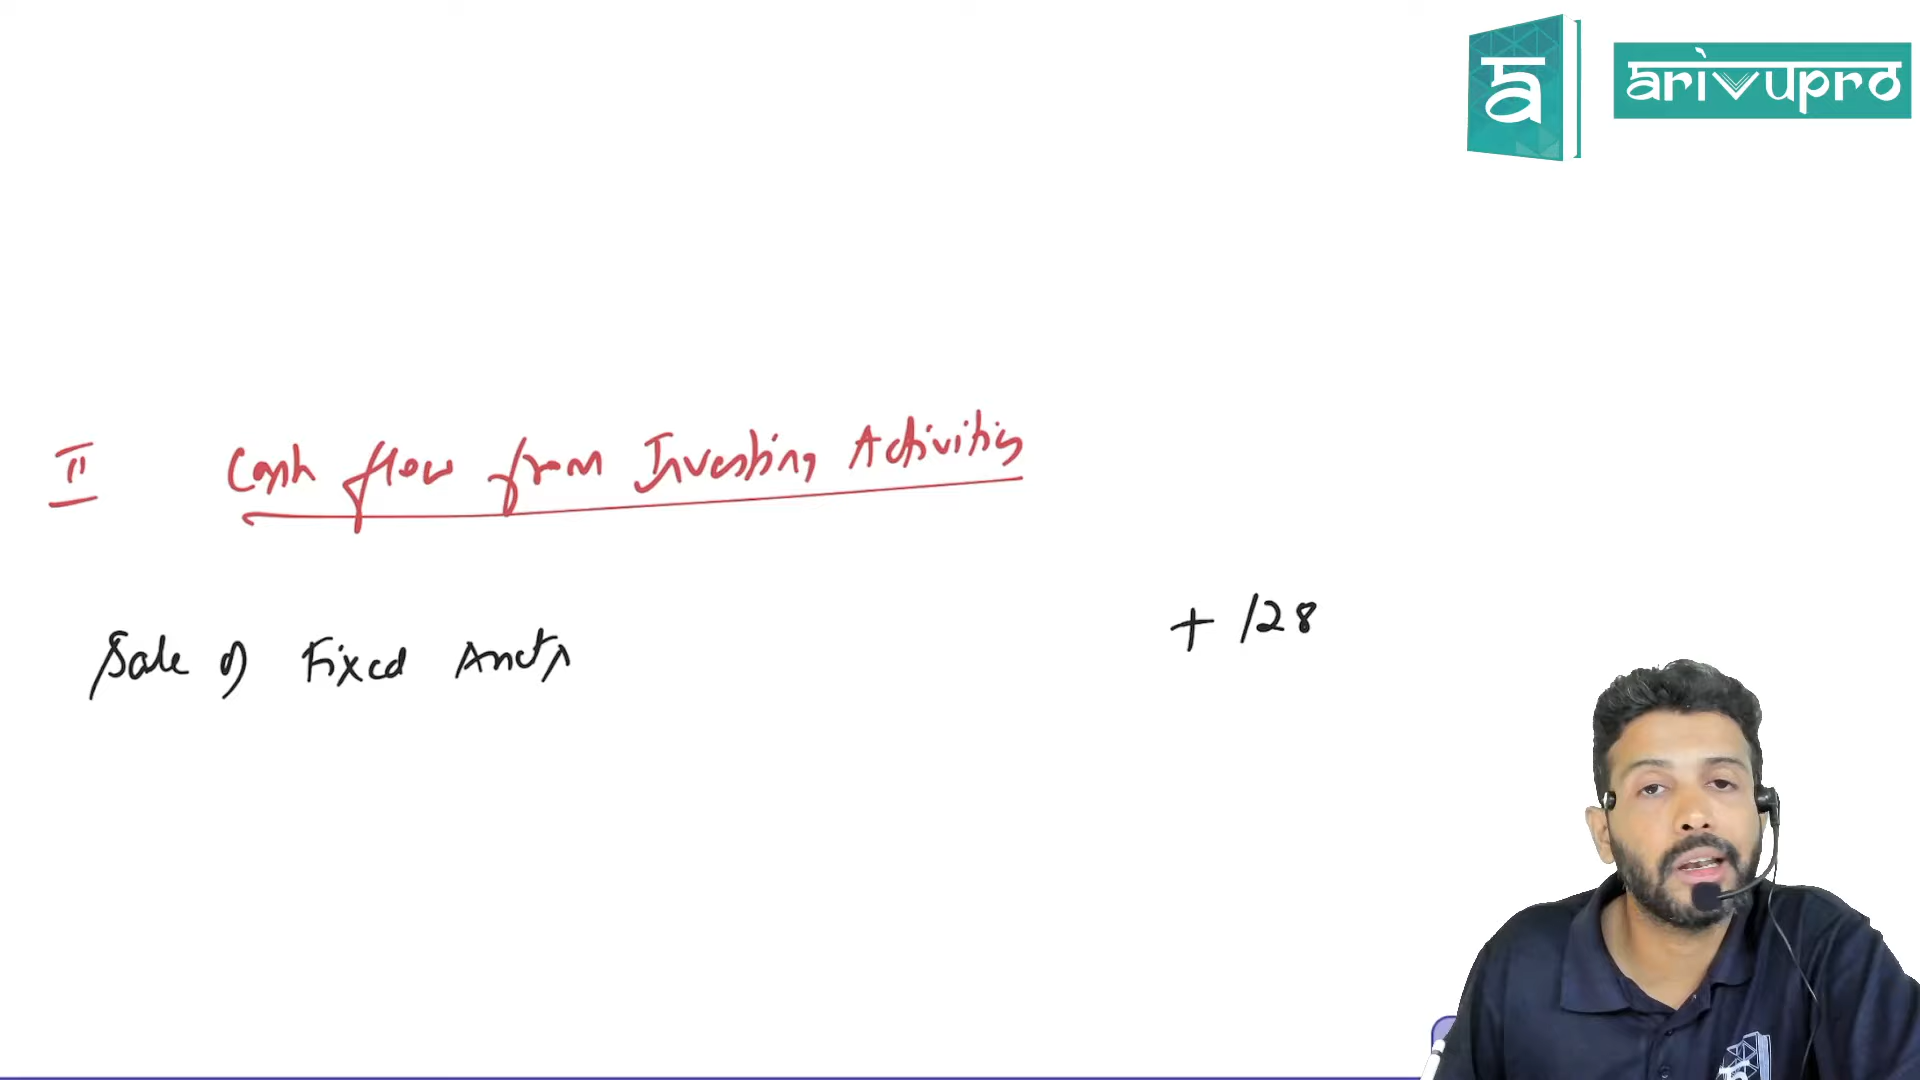 a arivupro
II Cash flow from Investing Activities
Sale of Fixed Assets + 128